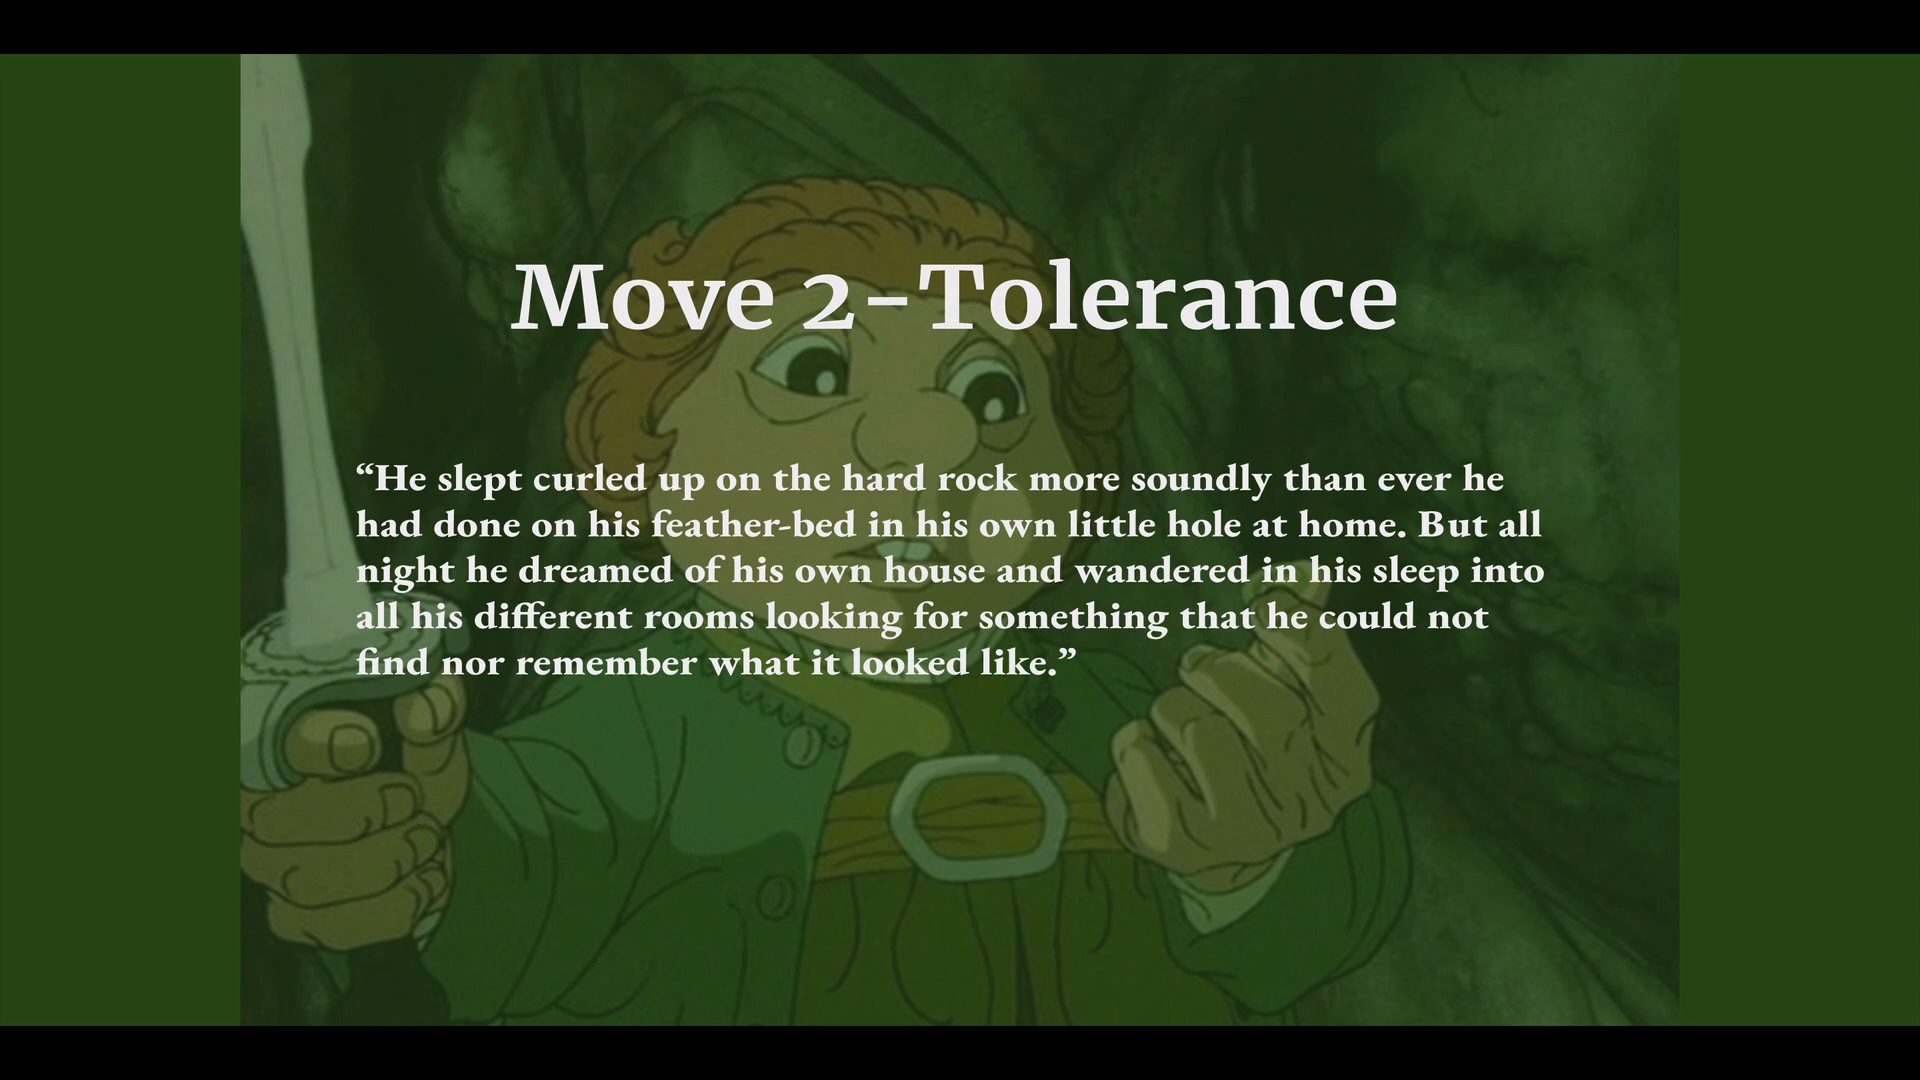 Move 2-Tolerance
“He slept curled up on the hard rock more soundly than ever he
had done on his feather-bed in his own little hole at home. But all
night he dreamed of his own house and wandered in his sleep into
all his different rooms looking for something that he could not
find nor remember what it looked like.”